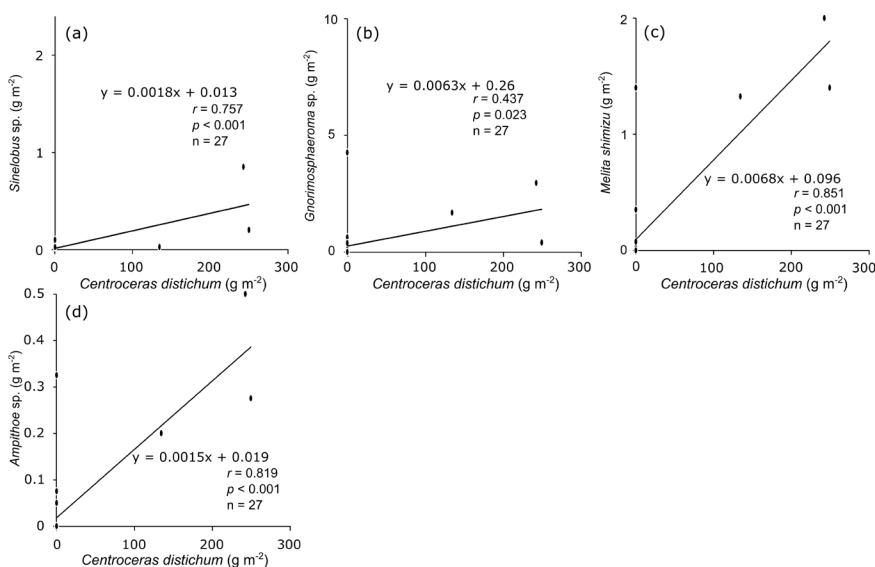 (a)
2
1
0
Sinelobus sp. (g m-2)
y = 0.0018x + 0.013
r = 0.757
p < 0.001
n = 27
0 100 200 300
Centroceras distichum (g m-2)
(b)
10
5
0
Gnorimosphaeroma sp. (g m-2)
y = 0.0063x + 0.26
r = 0.437
p = 0.023
n = 27
0 100 200 300
Centroceras distichum (g m-2)
(c)
2
1
0
Melita shimizu (g m-2)
y = 0.0068x + 0.096
r = 0.851
p < 0.001
n = 27
0 100 200 300
Centroceras distichum (g m-2)
(d)
0.5
0.4
0.3
0.2
0.1
0
Ampithoe sp. (g m-2)
y = 0.0015x + 0.019
r = 0.819
p < 0.001
n = 27
0 100 200 300
Centroceras distichum (g m-2)